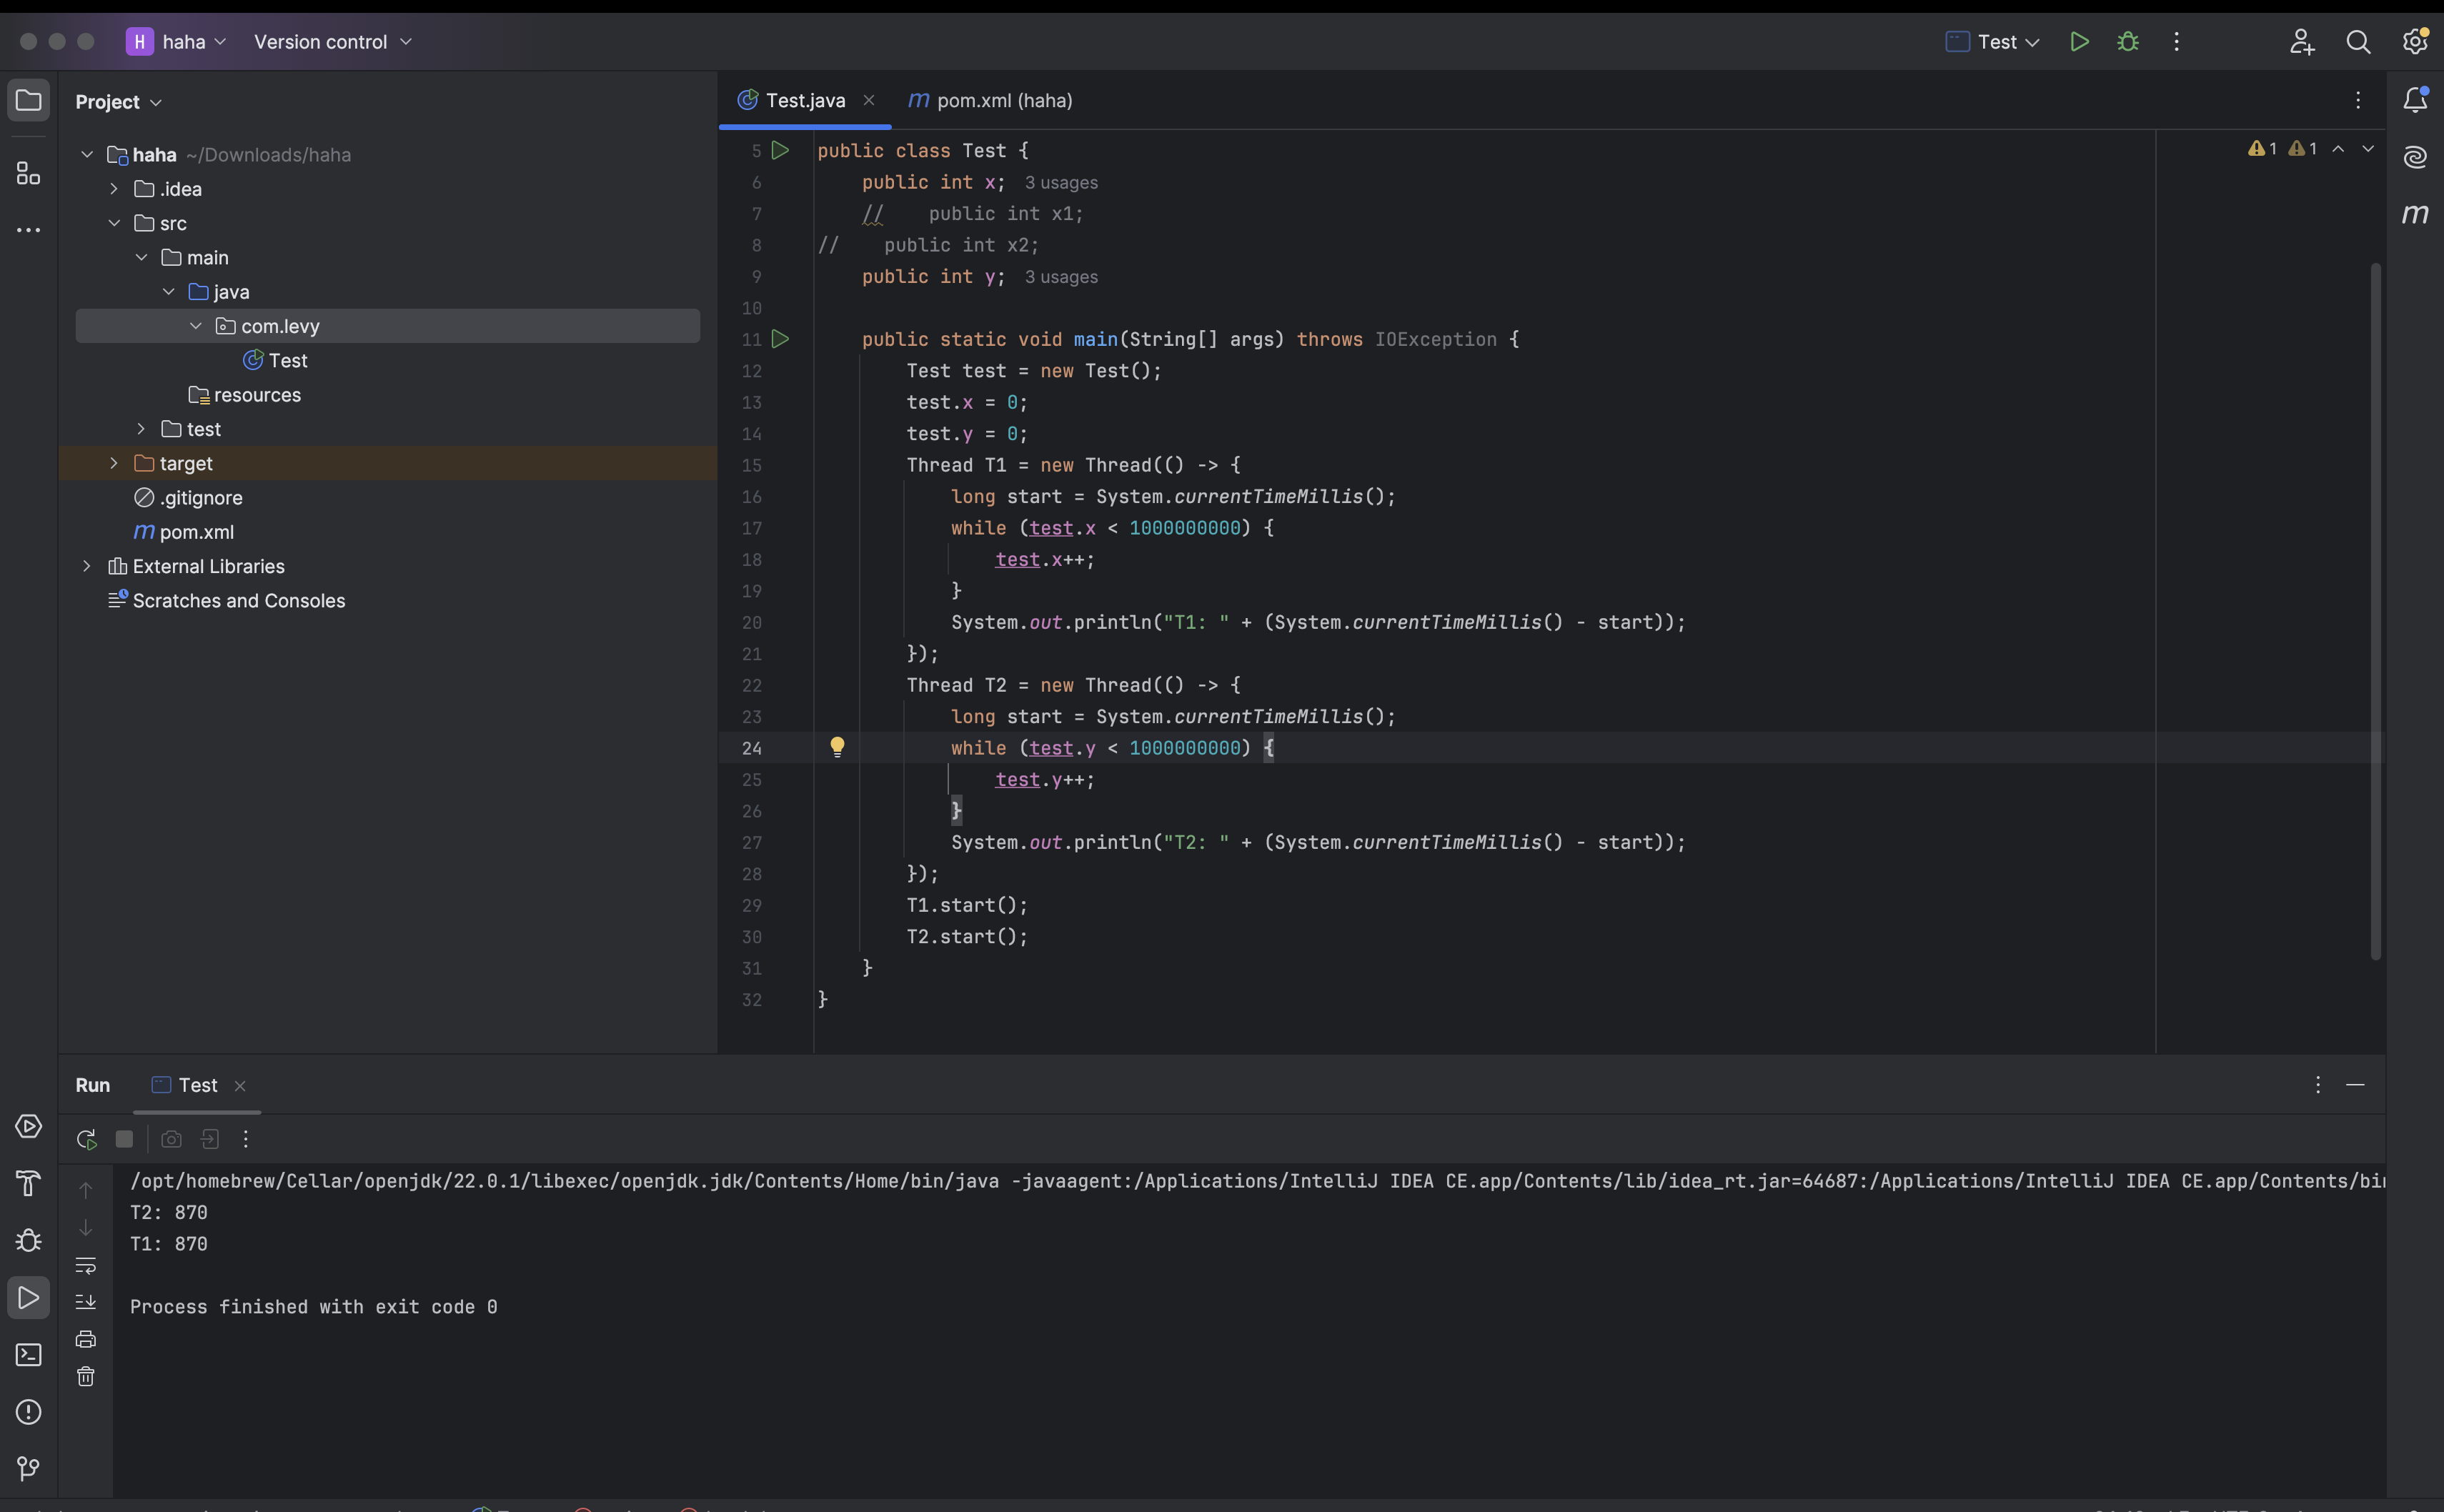 H haha Version control Test
Project
Test.java
pom.xml (haha)
haha ~/Downloads/haha
.idea
src
main
java
com.levy
Test
resources
test
target
.gitignore
pom.xml
External Libraries
Scratches and Consoles
1 1
5 public class Test {
6 public int x; 3 usages
7 // public int x1;
8 // public int x2;
9 public int y; 3 usages
10
11 public static void main(String[] args) throws IOException {
12 Test test = new Test();
13 test.x = 0;
14 test.y = 0;
15 Thread T1 = new Thread(() -> {
16 long start = System.currentTimeMillis();
17 while (test.x < 1000000000) {
18 test.x++;
19 }
20 System.out.println("T1: " + (System.currentTimeMillis() - start));
21 });
22 Thread T2 = new Thread(() -> {
23 long start = System.currentTimeMillis();
24 while (test.y < 1000000000) {
25 test.y++;
26 }
27 System.out.println("T2: " + (System.currentTimeMillis() - start));
28 });
29 T1.start();
30 T2.start();
31 }
32 }
Run Test
/opt/homebrew/Cellar/openjdk/22.0.1/libexec/openjdk.jdk/Contents/Home/bin/java -javaagent:/Applications/IntelliJ IDEA CE.app/Contents/lib/idea_rt.jar=64687:/Applications/IntelliJ IDEA CE.app/Contents/bi
T2: 870
T1: 870
Process finished with exit code 0